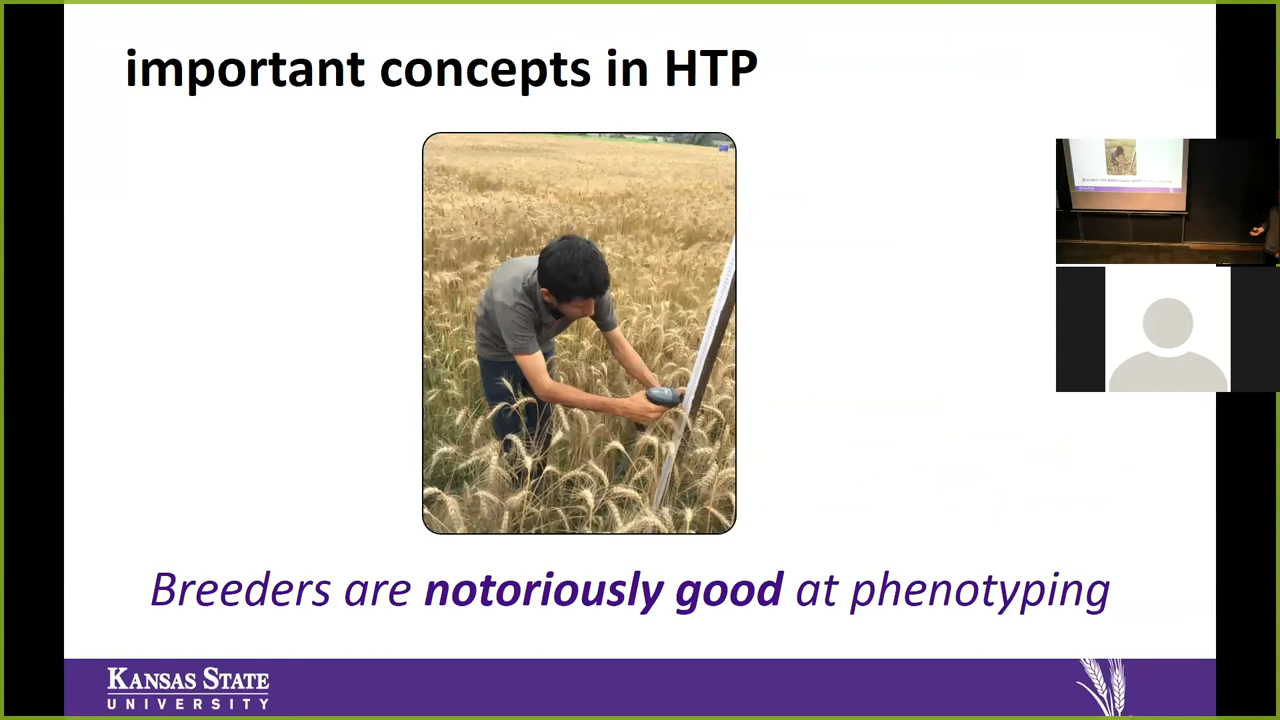 important concepts in HTP
Breeders are notoriously good at phenotyping
KANSAS STATE
UNIVERSITY